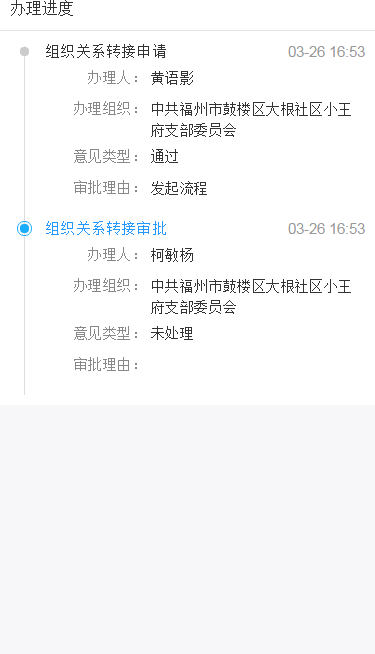 办理进度
组织关系转接申请 03-26 16:53
办理人： 黄语影
办理组织： 中共福州市鼓楼区大根社区小王
府支部委员会
意见类型： 通过
审批理由： 发起流程
组织关系转接审批 03-26 16:53
办理人： 柯敏杨
办理组织： 中共福州市鼓楼区大根社区小王
府支部委员会
意见类型： 未处理
审批理由：